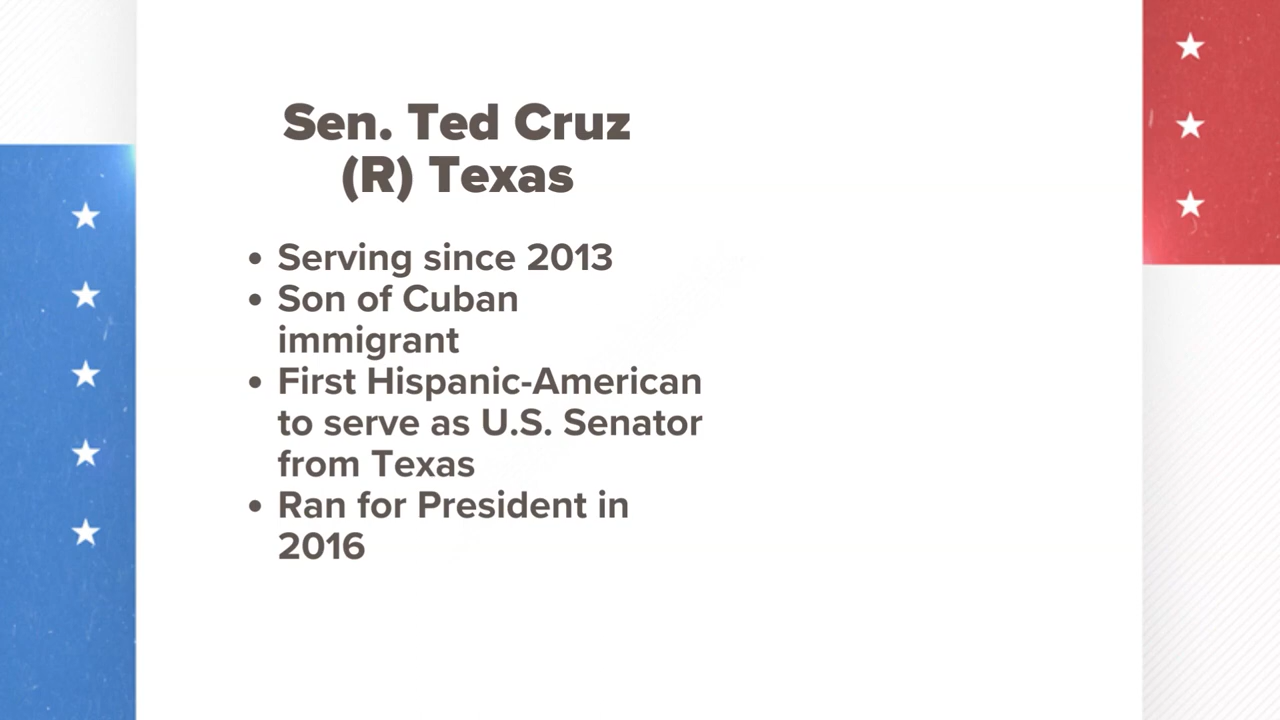 Sen. Ted Cruz
(R) Texas
• Serving since 2013
• Son of Cuban
immigrant
• First Hispanic-American
to serve as U.S. Senator
from Texas
• Ran for President in
2016